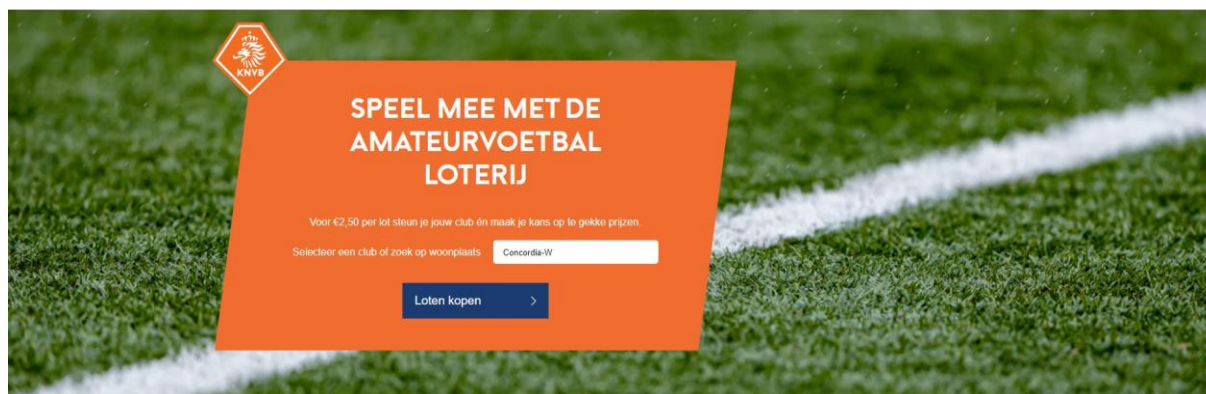 KNVB
SPEEL MEE MET DE
AMATEURVOETBAL
LOTERIJ
Voor €2,50 per lot steun je jouw club én maak je kans op te gekke prijzen.
Selecteer een club of zoek op woonplaats Concordia-W
Loten kopen